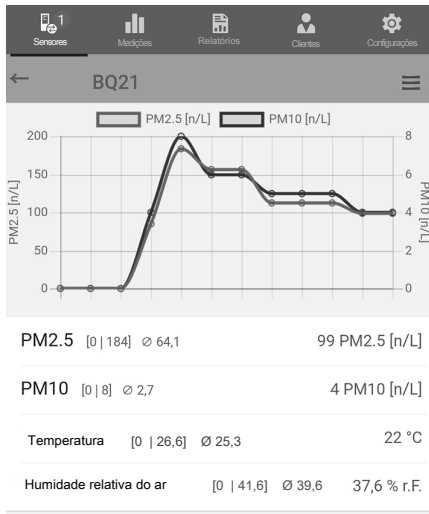 1
Sensores Medições Relatórios Clientes Configurações
← BQ21
PM2.5 [n/L] PM10 [n/L]
200 8
150 6
100 4
50 2
0 0
PM2.5 [n/L]
PM10 [n/L]
PM2.5 [0 | 184] Ø 64,1 99 PM2.5 [n/L]
PM10 [0 | 8] Ø 2,7 4 PM10 [n/L]
Temperatura [0 | 26,6] Ø 25,3 22 °C
Humidade relativa do ar [0 | 41,6] Ø 39,6 37,6 % r.F.